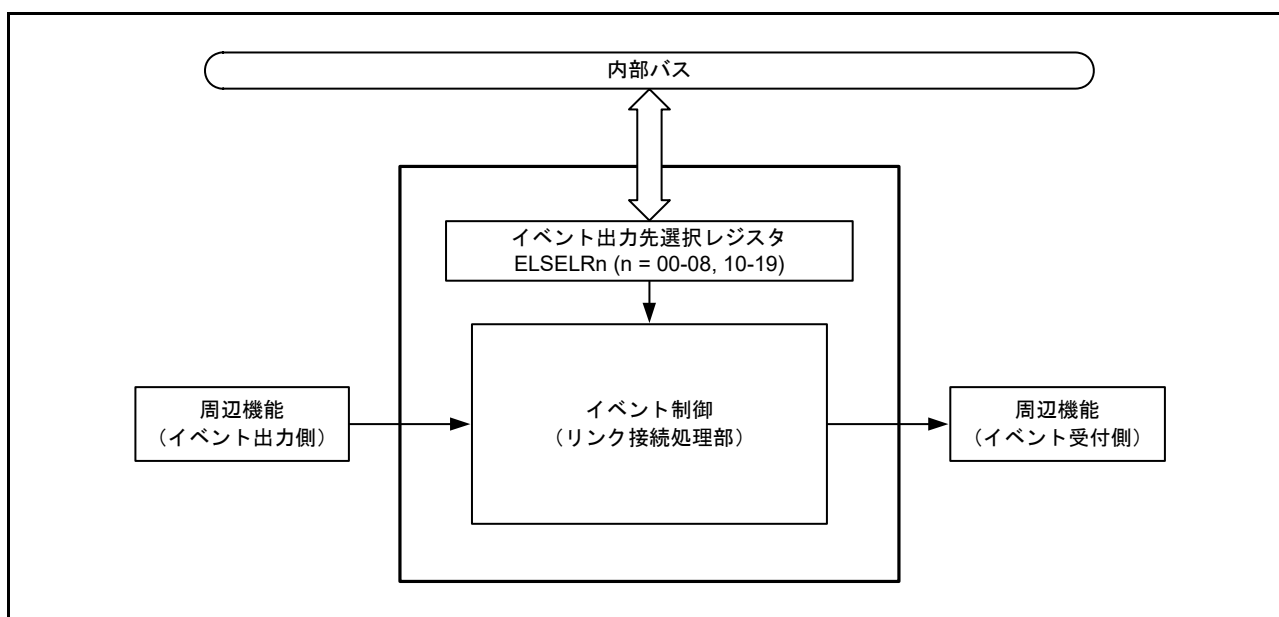 内部バス
イベント出力先選択レジスタ
ELSELRn (n = 00-08, 10-19)
周辺機能
（イベント出力側）
イベント制御
（リンク接続処理部）
周辺機能
（イベント受付側）